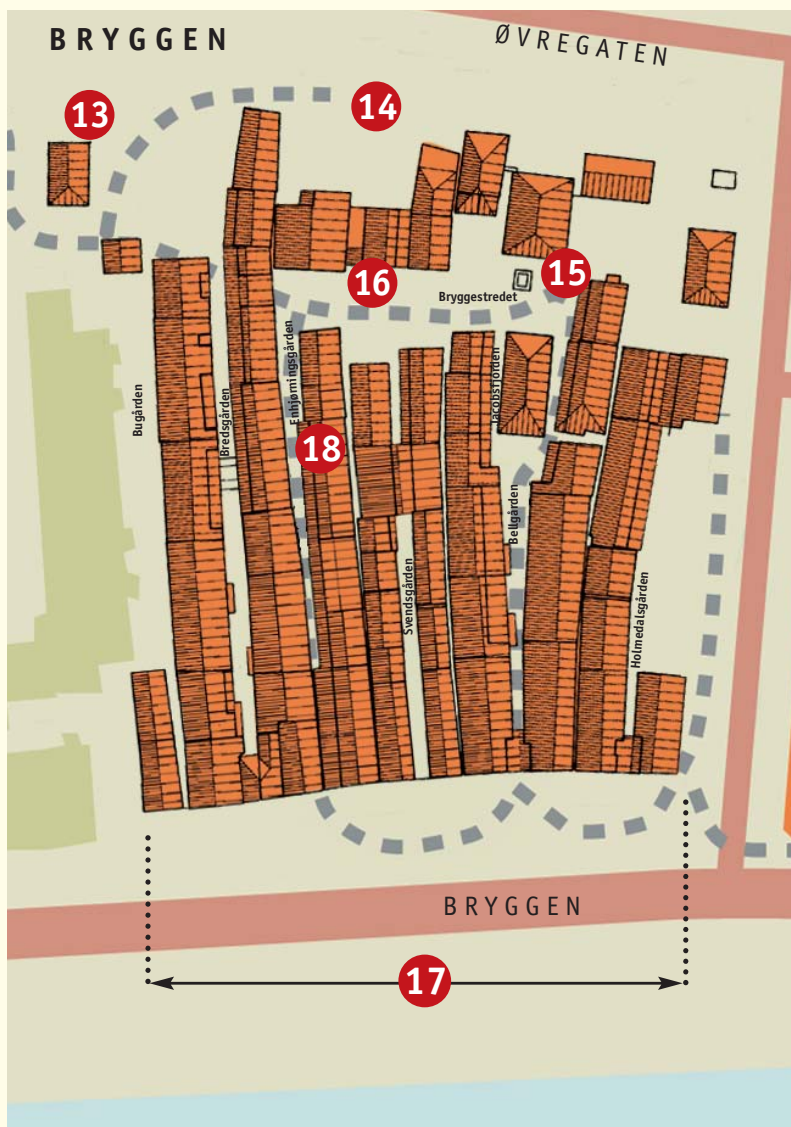 BRYGGEN
ØVREGATEN
13
14
16
15
Bryggestredet
Bugården
Bredsgården
Enhjørningsgården
Jacobsfjorden
18
Bellgården
Svendsgården
Holmedalsgården
BRYGGEN
17